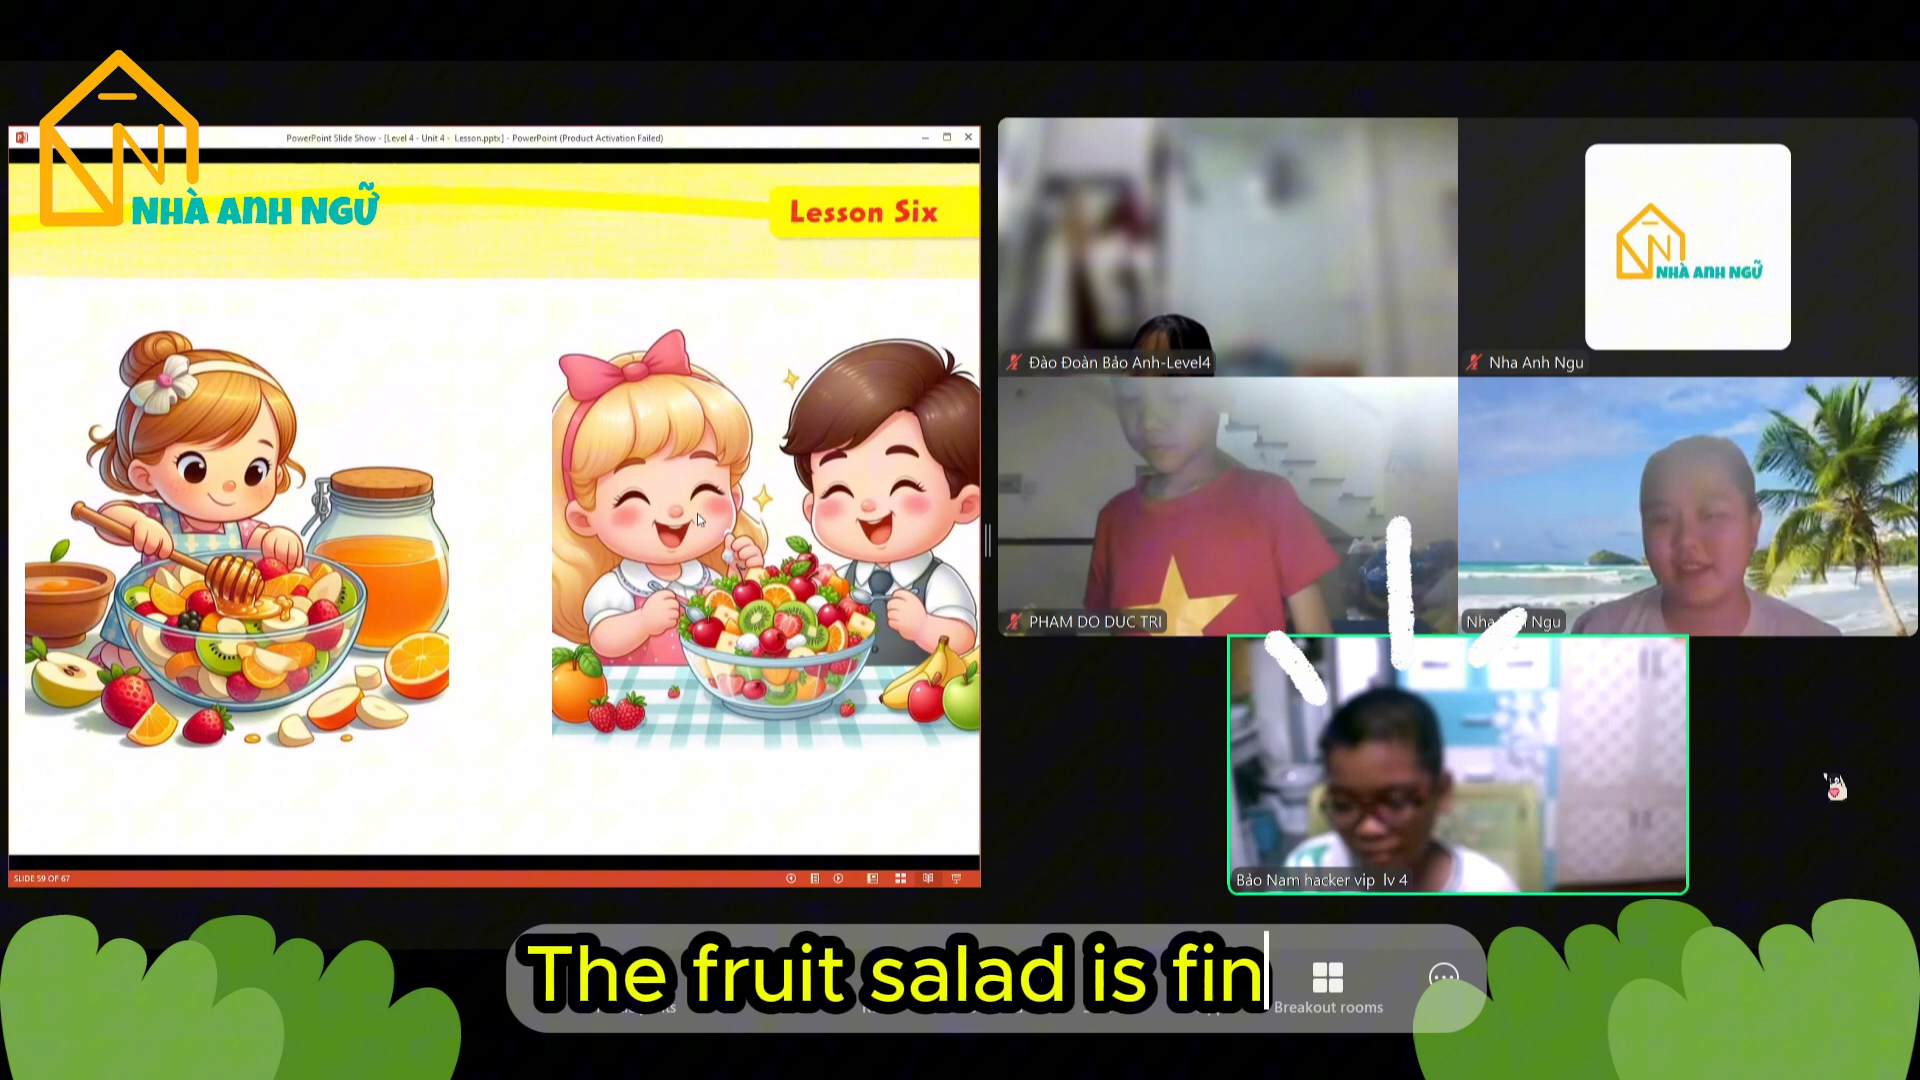 PowerPoint Slide Show - [Level 4 - Unit 4 - Lesson.pptx] - PowerPoint (Product Activation Failed)
NHÀ ANH NGỮ
Lesson Six
NHÀ ANH NGỮ
Đào Đoàn Bảo Anh-Level4
Nha Anh Ngu
PHAM DO DUC TRI
Nha Ngu
Bảo Nam hacker vip lv 4
SLIDE 59 OF 67
The fruit salad is fin
Breakout rooms